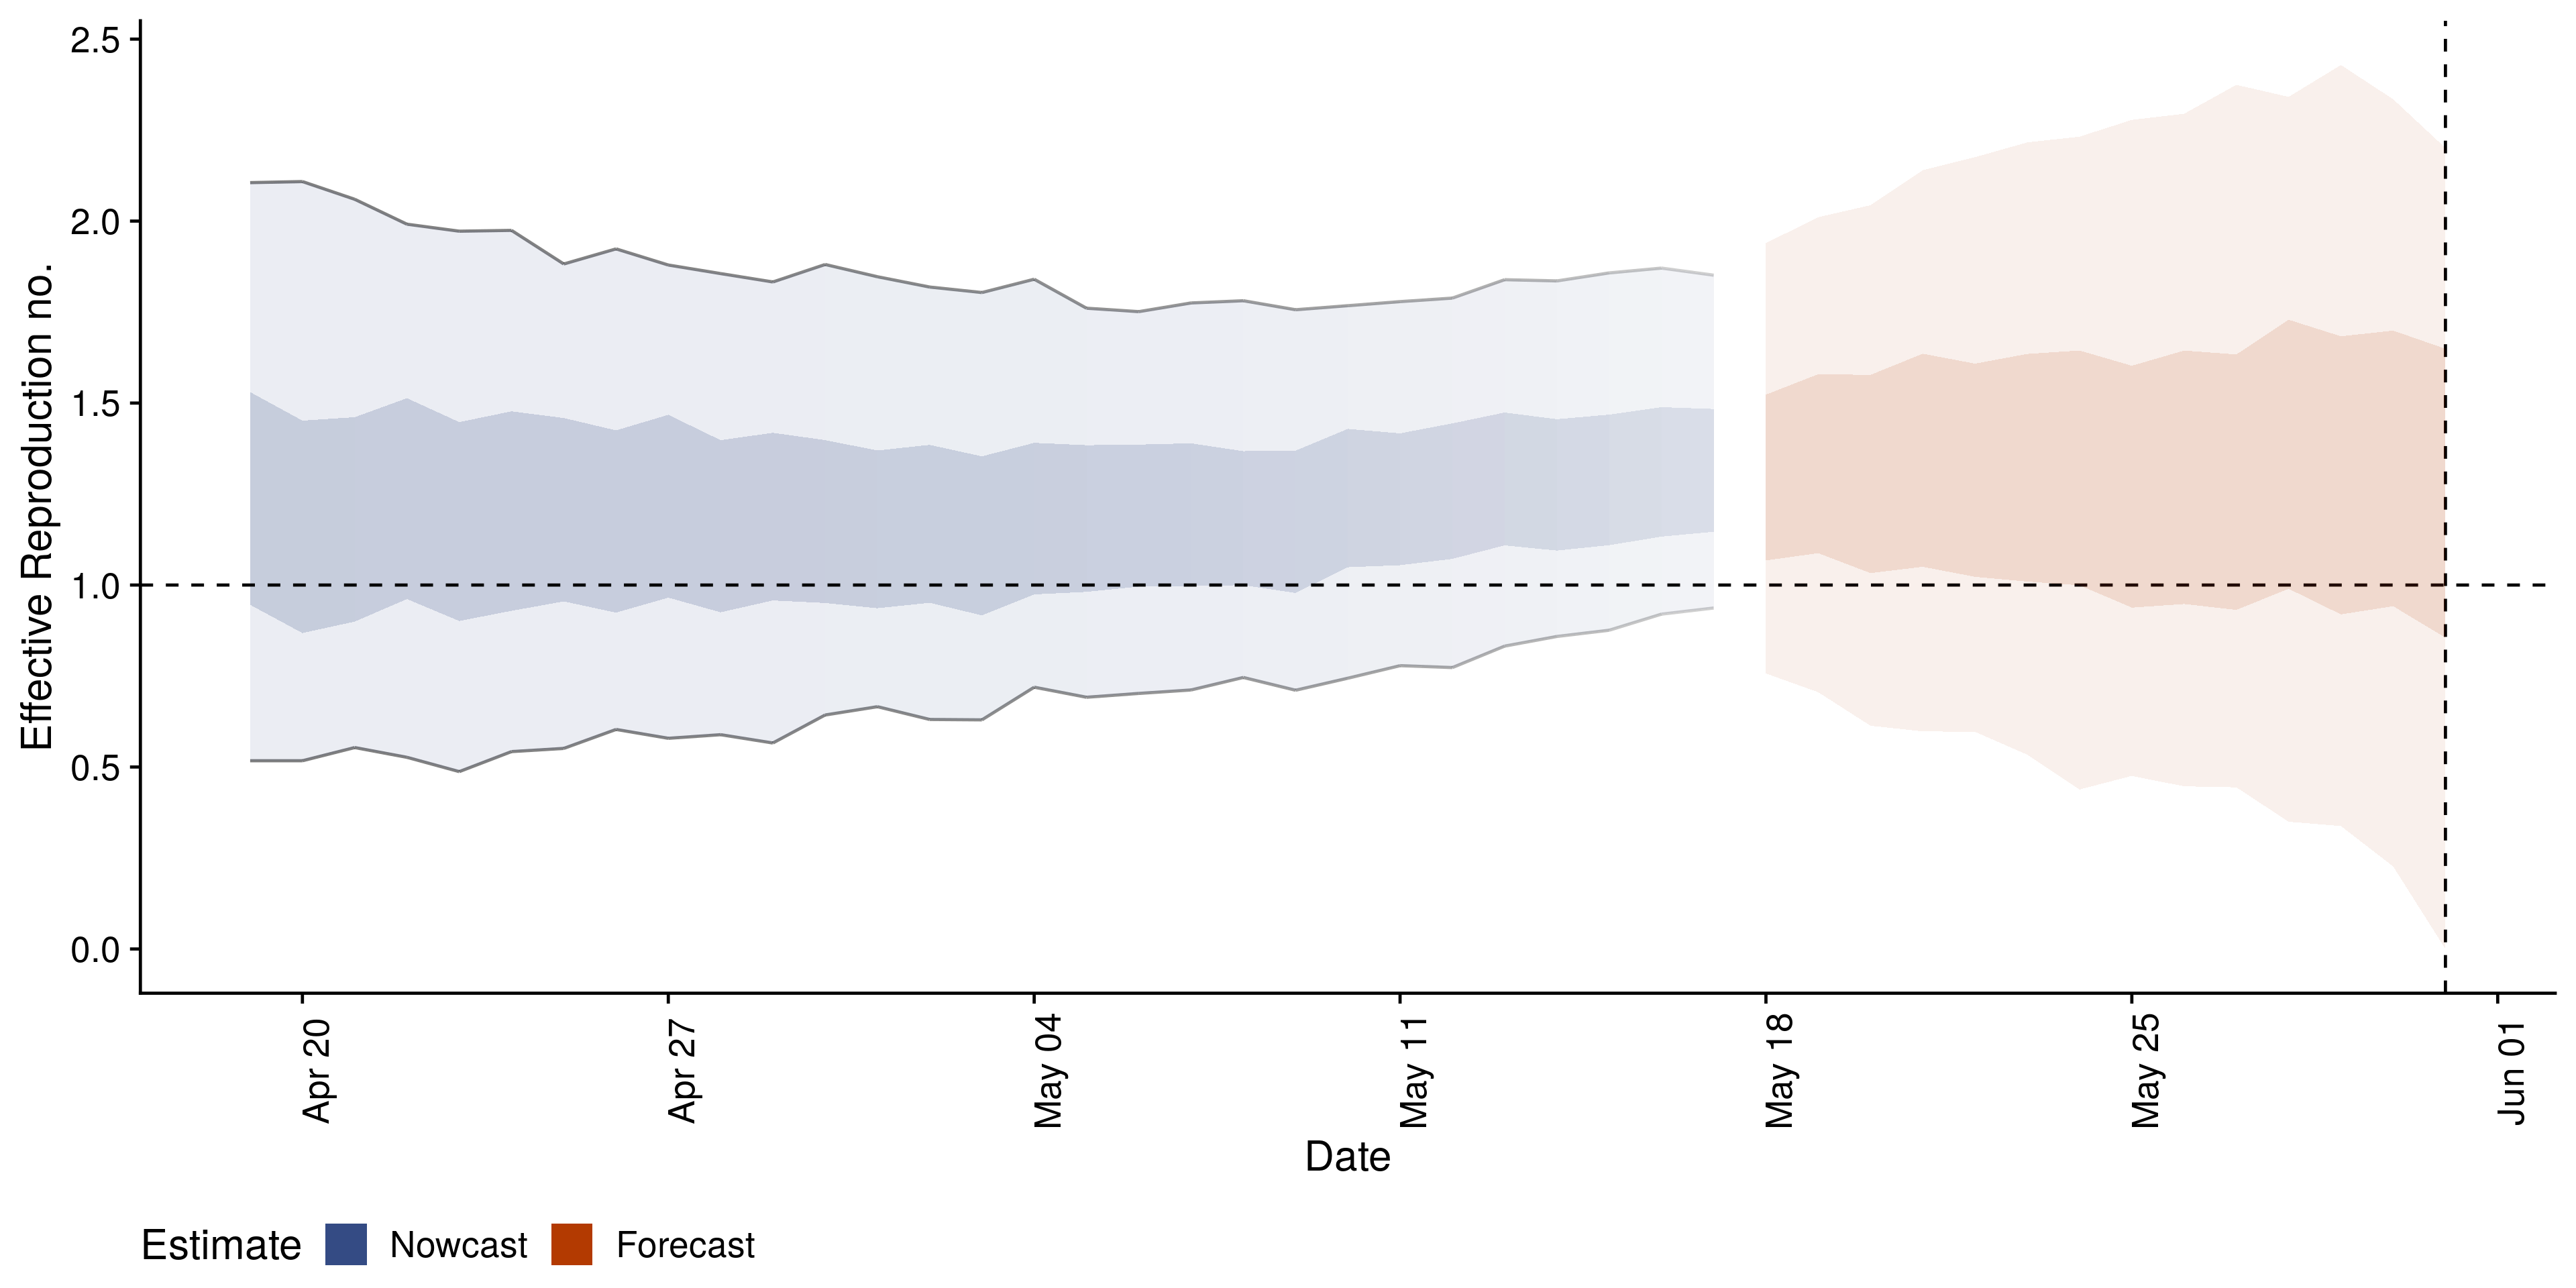 Effective Reproduction no.
2.5
2.0
1.5
1.0
0.5
0.0
Apr 20
Apr 27
May 04
May 11
May 18
May 25
Jun 01
Date
Estimate Nowcast Forecast